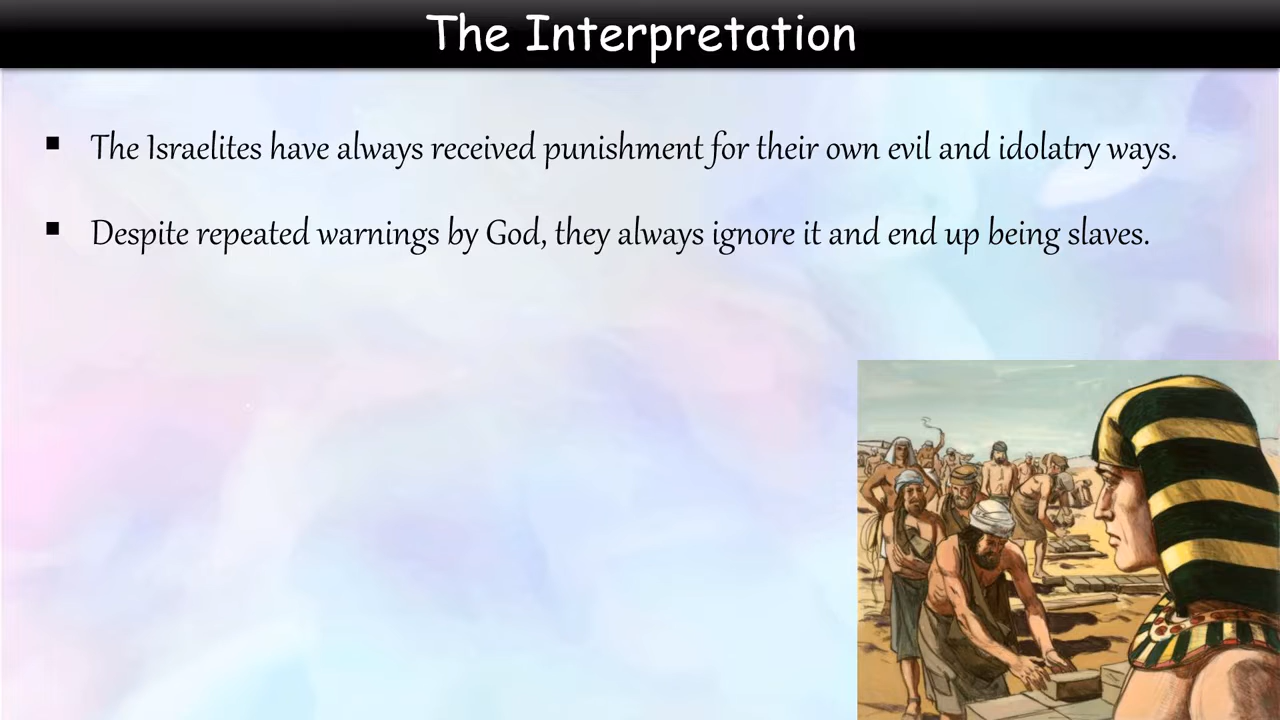 The Interpretation
▪ The Israelites have always received punishment for their own evil and idolatry ways.
▪ Despite repeated warnings by God, they always ignore it and end up being slaves.